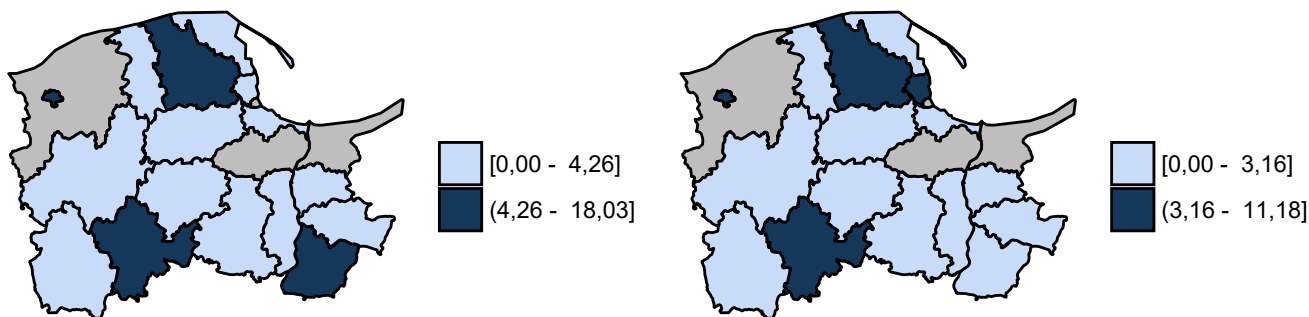 [0,00 - 4,26]
(4,26 - 18,03]
[0,00 - 3,16]
(3,16 - 11,18]